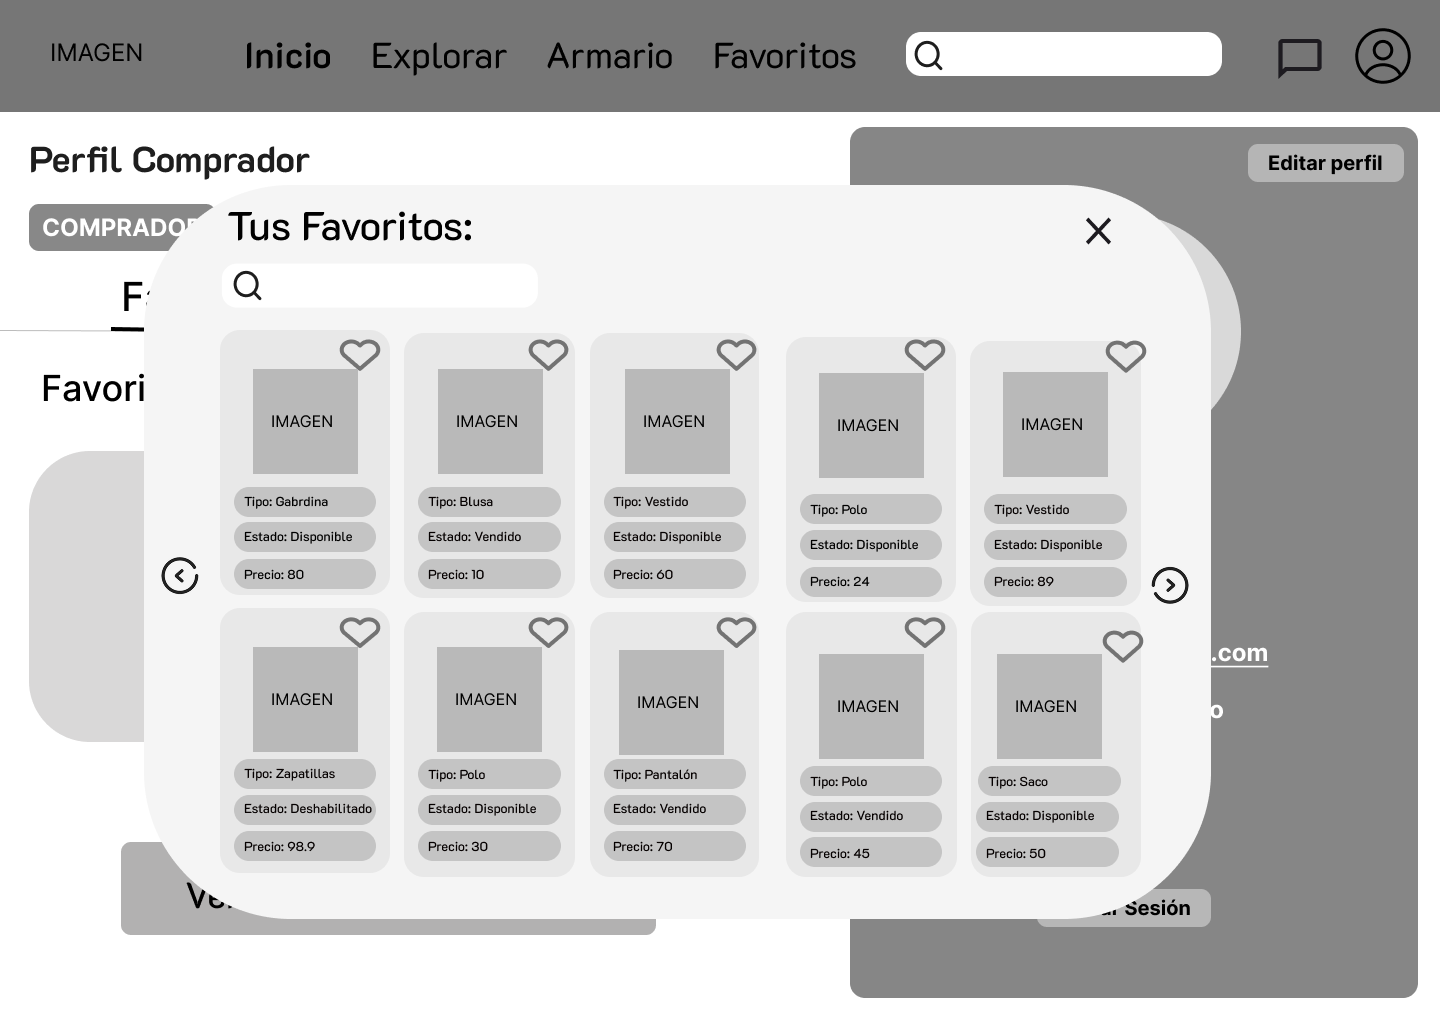 IMAGEN
Inicio Explorar Armario Favoritos
Perfil Comprador
Editar perfil
COMPRADOR
Tus Favoritos:
Favori
IMAGEN
Tipo: Gabrdina
Estado: Disponible
Precio: 80
IMAGEN
Tipo: Blusa
Estado: Vendido
Precio: 10
IMAGEN
Tipo: Vestido
Estado: Disponible
Precio: 60
IMAGEN
Tipo: Polo
Estado: Disponible
Precio: 24
IMAGEN
Tipo: Vestido
Estado: Disponible
Precio: 89
IMAGEN
Tipo: Zapatillas
Estado: Deshabilitado
Precio: 98.9
IMAGEN
Tipo: Polo
Estado: Disponible
Precio: 30
IMAGEN
Tipo: Pantalón
Estado: Vendido
Precio: 70
IMAGEN
Tipo: Polo
Estado: Vendido
Precio: 45
IMAGEN
Tipo: Saco
Estado: Disponible
Precio: 50
.com
Sesión